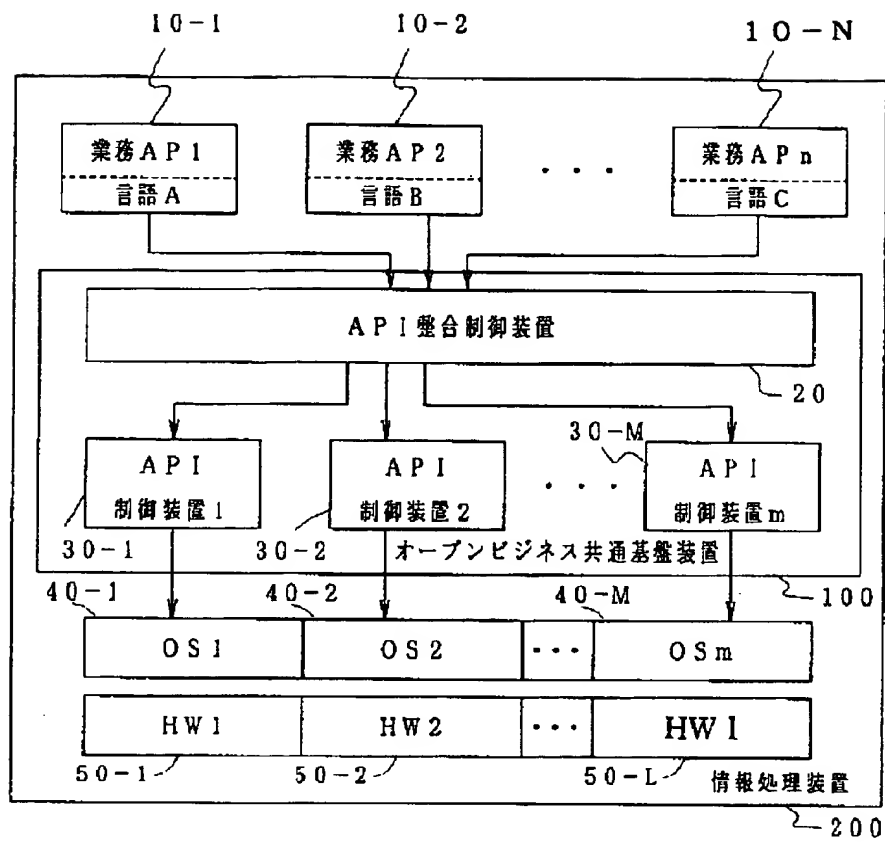 10-1
10-2
10-N
業務AP1
業務AP2
業務APn
・・・
言語A
言語B
言語C
API整合制御装置
20
30-M
API
API
API
・・・
制御装置1
制御装置2
制御装置m
30-1
30-2
オープンビジネス共通基盤装置
100
40-1
40-2
40-M
OS1
OS2
・・・
OSm
HW1
HW2
・・・
HWl
50-1
50-2
50-L
情報処理装置
200